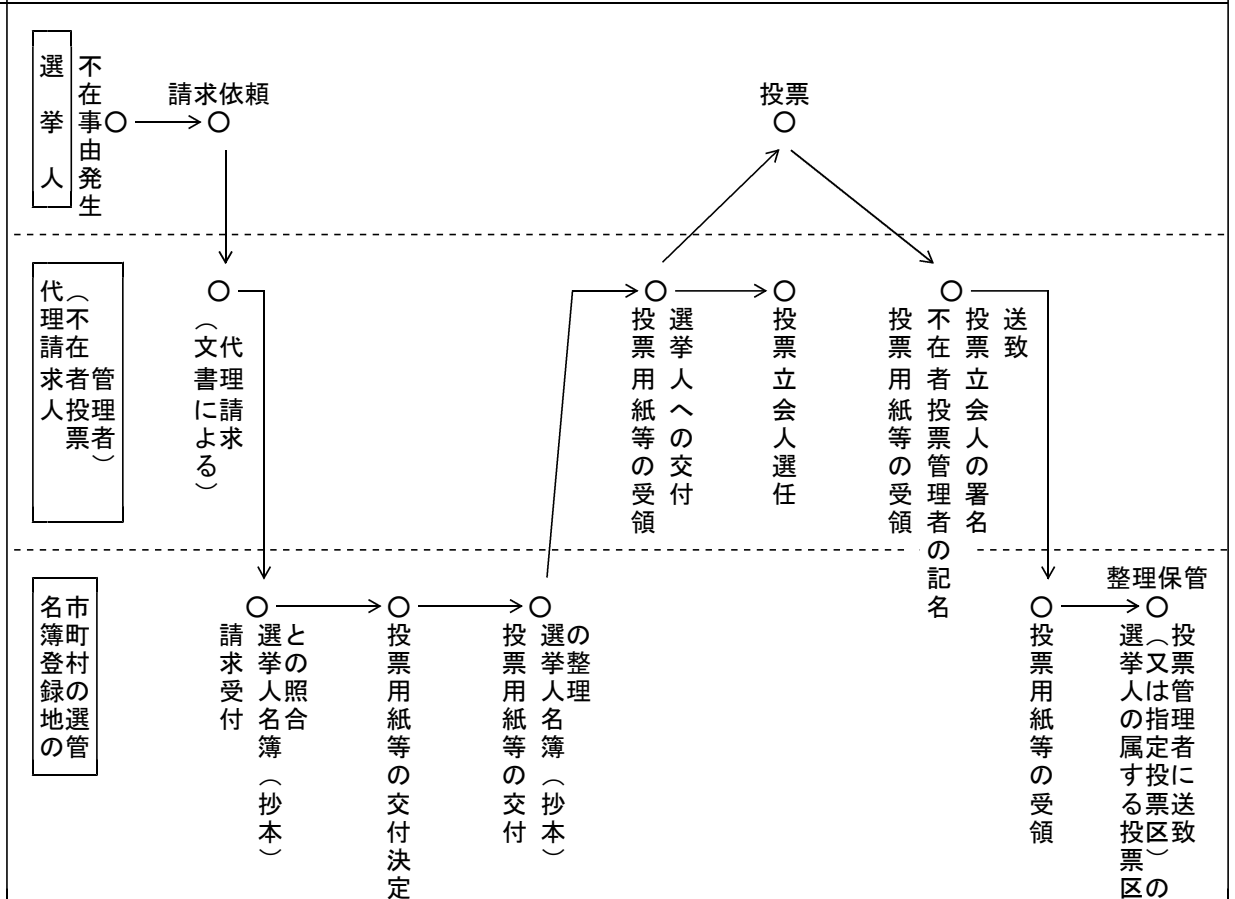 選挙人
不在事由発生
請求依頼
投票
代理請求人
（不在者投票
管理者）
代理請求
（文書による）
投票用紙等の受領
選挙人への交付
投票立会人選任
投票用紙等の受領
不在者投票管理者の記名
投票立会人の署名
送致
名簿登録地の
市町村の選管
請求受付
選挙人名簿（抄本）
との照合
投票用紙等の交付決定
投票用紙等の交付
選挙人名簿（抄本）
の整理
投票用紙等の受領
整理保管
選挙人の属する投票区
（又は指定投票区）の
投票管理者に送致